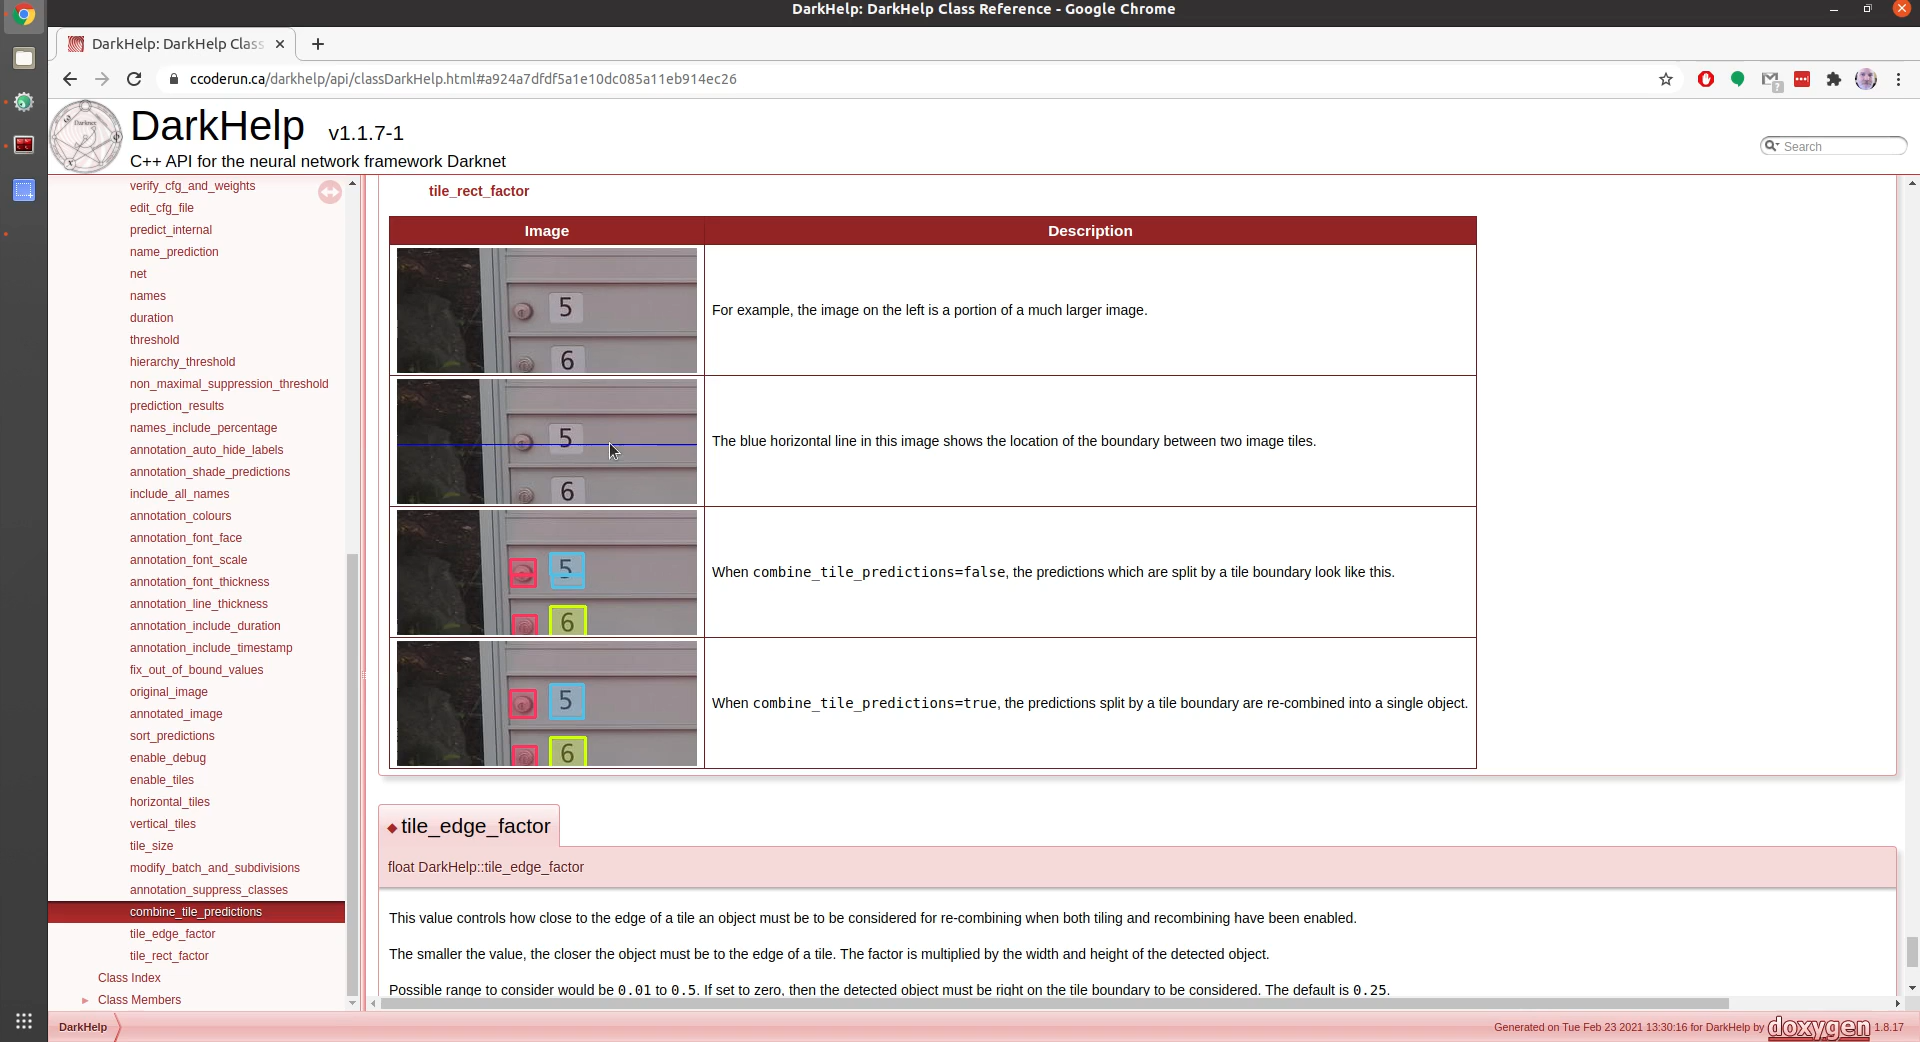 DarkHelp: DarkHelp Class Reference - Google Chrome
DarkHelp: DarkHelp Class
ccoderun.ca/darkhelp/api/classDarkHelp.html#a924a7dfdf5a1e10dc085a11eb914ec26
DarkHelp v1.1.7-1
C++ API for the neural network framework Darknet
Search
verify_cfg_and_weights
edit_cfg_file
predict_internal
name_prediction
net
names
duration
threshold
hierarchy_threshold
non_maximal_suppression_threshold
prediction_results
names_include_percentage
annotation_auto_hide_labels
annotation_shade_predictions
include_all_names
annotation_colours
annotation_font_face
annotation_font_scale
annotation_font_thickness
annotation_line_thickness
annotation_include_duration
annotation_include_timestamp
fix_out_of_bound_values
original_image
annotated_image
sort_predictions
enable_debug
enable_tiles
horizontal_tiles
vertical_tiles
tile_size
modify_batch_and_subdivisions
annotation_suppress_classes
combine_tile_predictions
tile_edge_factor
tile_rect_factor
Class Index
Class Members
tile_rect_factor
Image Description
5
6
For example, the image on the left is a portion of a much larger image.
5
6
The blue horizontal line in this image shows the location of the boundary between two image tiles.
5
6
When combine_tile_predictions=false, the predictions which are split by a tile boundary look like this.
5
6
When combine_tile_predictions=true, the predictions split by a tile boundary are re-combined into a single object.
tile_edge_factor
float DarkHelp::tile_edge_factor
This value controls how close to the edge of a tile an object must be to be considered for re-combining when both tiling and recombining have been enabled.
The smaller the value, the closer the object must be to the edge of a tile. The factor is multiplied by the width and height of the detected object.
Possible range to consider would be 0.01 to 0.5. If set to zero, then the detected object must be right on the tile boundary to be considered. The default is 0.25.
DarkHelp
Generated on Tue Feb 23 2021 13:30:16 for DarkHelp by doxygen 1.8.17